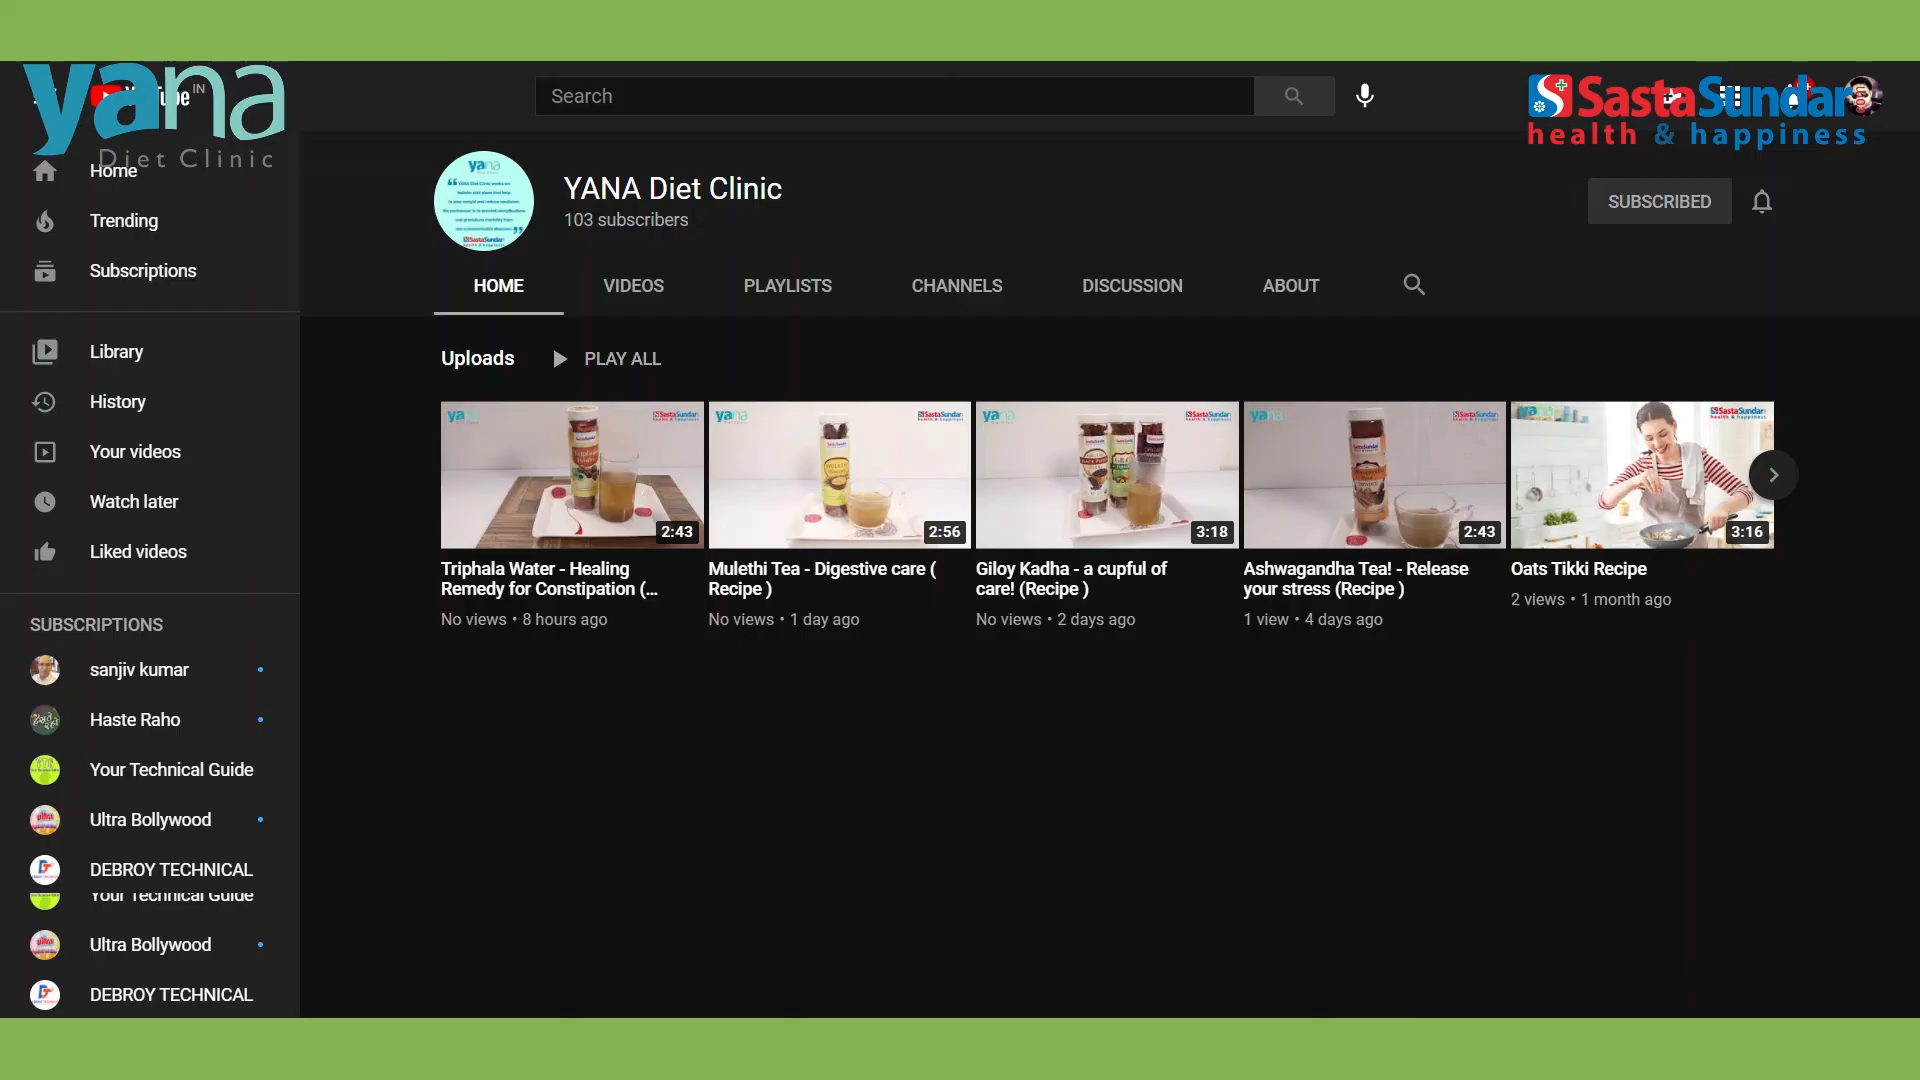 yana
Diet Clinic
IN
Search
SastaSundar
health & happiness
Home
Trending
Subscriptions
Library
History
Your videos
Watch later
Liked videos
SUBSCRIPTIONS
sanjiv kumar
Haste Raho
Your Technical Guide
Ultra Bollywood
DEBROY TECHNICAL
Your Technical Guide
Ultra Bollywood
DEBROY TECHNICAL
YANA Diet Clinic
103 subscribers
SUBSCRIBED
HOME
VIDEOS
PLAYLISTS
CHANNELS
DISCUSSION
ABOUT
Uploads
PLAY ALL
2:43
Triphala Water - Healing
Remedy for Constipation (...
No views • 8 hours ago
2:56
Mulethi Tea - Digestive care (
Recipe )
No views • 1 day ago
3:18
Giloy Kadha - a cupful of
care! (Recipe )
No views • 2 days ago
2:43
Ashwagandha Tea! - Release
your stress (Recipe )
1 view • 4 days ago
3:16
Oats Tikki Recipe
2 views • 1 month ago